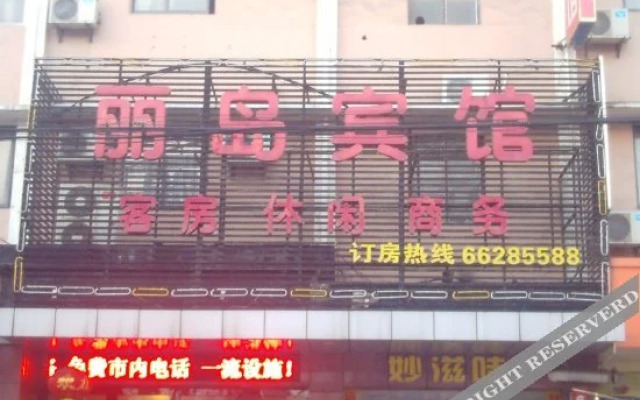 丽岛宾馆
客房 休闲 商务
订房热线 66285588
免费市内电话 一流设施！
妙滋味
RIGHT RESERVERD